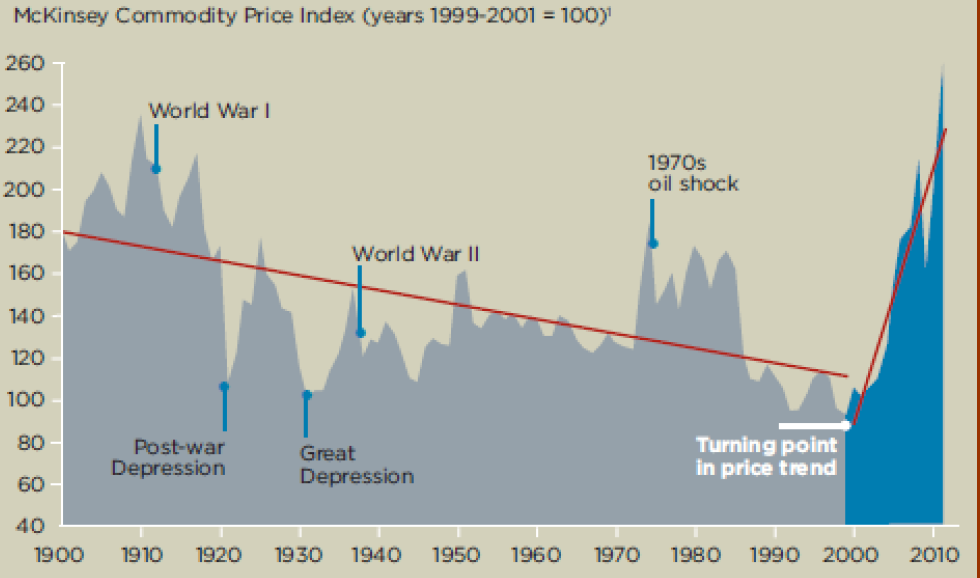 McKinsey Commodity Price Index (years 1999-2001 = 100)¹
260
240
220
200
180
160
140
120
100
80
60
40
World War I
1970s
oil shock
World War II
Post-war
Depression
Great
Depression
Turning point
in price trend
1900 1910 1920 1930 1940 1950 1960 1970 1980 1990 2000 2010